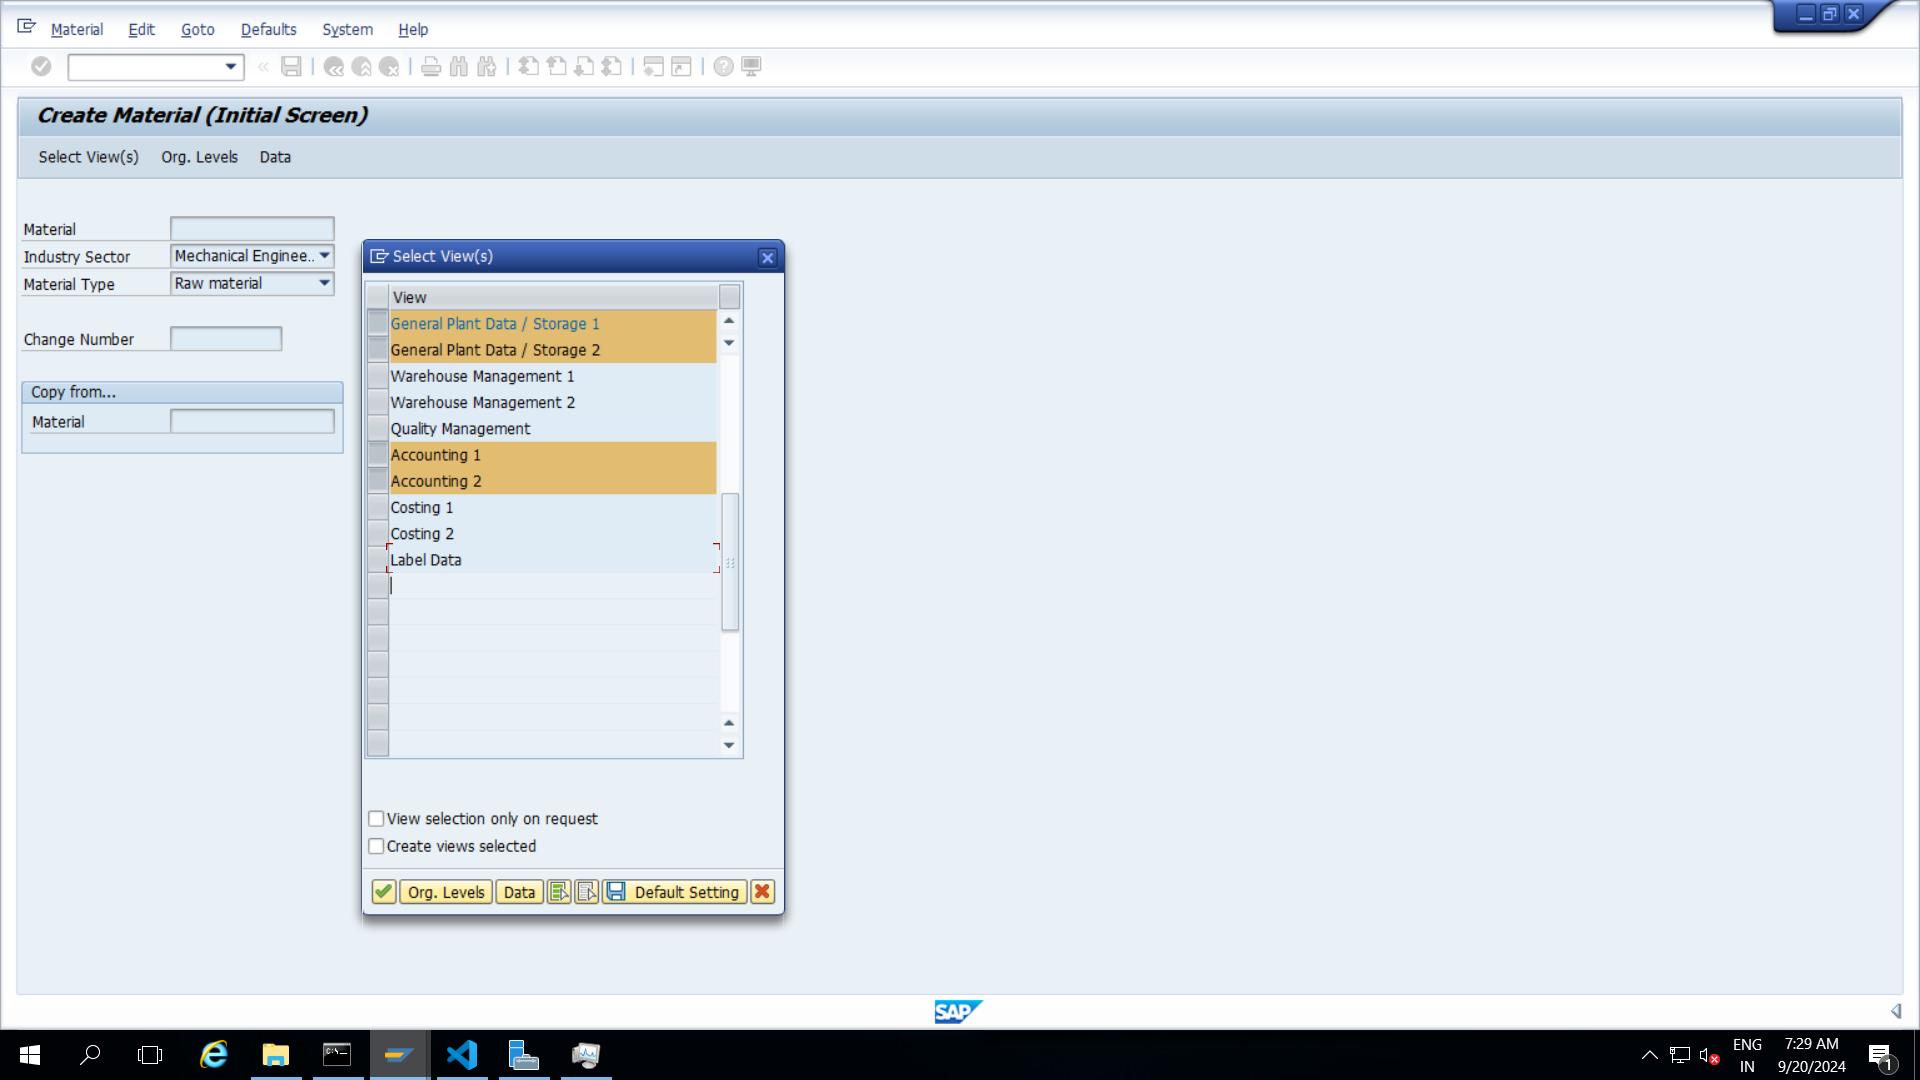 Material Edit Goto Defaults System Help
Create Material (Initial Screen)
Select View(s) Org. Levels Data
Material
Industry Sector Mechanical Enginee..
Material Type Raw material
Change Number
Copy from...
Material
Select View(s)
View
General Plant Data / Storage 1
General Plant Data / Storage 2
Warehouse Management 1
Warehouse Management 2
Quality Management
Accounting 1
Accounting 2
Costing 1
Costing 2
Label Data
View selection only on request
Create views selected
Org. Levels Data Default Setting
SAP
ENG 7:29 AM
IN 9/20/2024 1